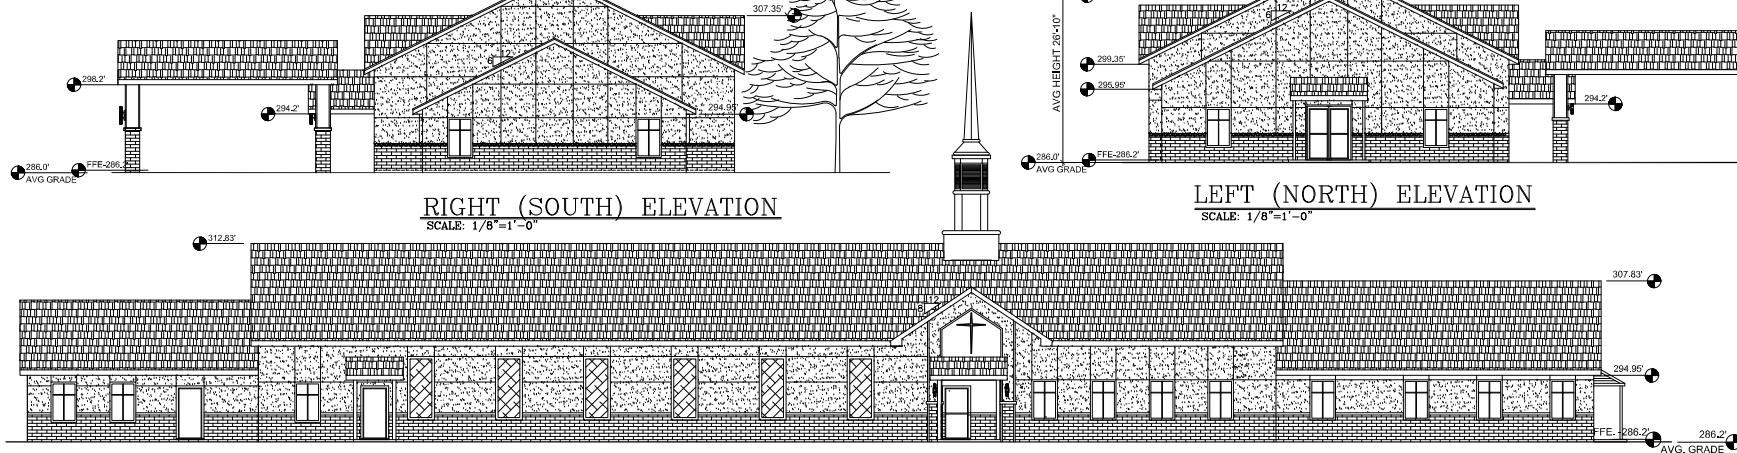 307.35'
12
6
298.2'
294.2'
294.95'
286.0'
AVG GRADE
FFE-286.2'
RIGHT (SOUTH) ELEVATION
SCALE: 1/8"=1'-0"
AVG HEIGHT 26'-10"
12
6
299.35'
295.95'
294.2'
286.0'
AVG GRADE
FFE-286.2'
LEFT (NORTH) ELEVATION
SCALE: 1/8"=1'-0"
312.83'
12
8
307.83'
294.95'
FFE. -286.2'
286.2'
AVG. GRADE